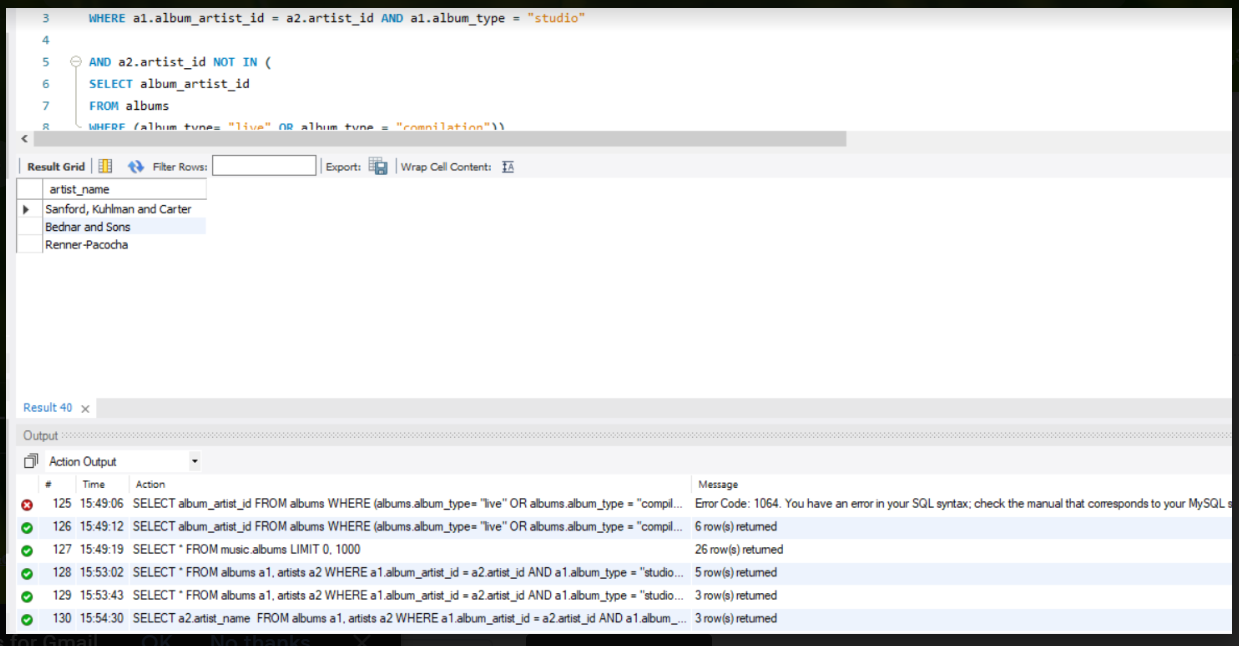 3 WHERE a1.album_artist_id = a2.artist_id AND a1.album_type = "studio"
4
5 AND a2.artist_id NOT IN (
6 SELECT album_artist_id
7 FROM albums
8 WHERE (album_type= "live" OR album_type = "compilation"))
Result Grid Filter Rows: Export: Wrap Cell Content:
artist_name
Sanford, Kuhlman and Carter
Bednar and Sons
Renner-Pacocha
Result 40
Output
Action Output
# Time Action Message
125 15:49:06 SELECT album_artist_id FROM albums WHERE (albums.album_type= "live" OR albums.album_type = "compil... Error Code: 1064. You have an error in your SQL syntax; check the manual that corresponds to your MySQL s
126 15:49:12 SELECT album_artist_id FROM albums WHERE (albums.album_type= "live" OR albums.album_type = "compil... 6 row(s) returned
127 15:49:19 SELECT * FROM music.albums LIMIT 0, 1000 26 row(s) returned
128 15:53:02 SELECT * FROM albums a1, artists a2 WHERE a1.album_artist_id = a2.artist_id AND a1.album_type = "studio... 5 row(s) returned
129 15:53:43 SELECT * FROM albums a1, artists a2 WHERE a1.album_artist_id = a2.artist_id AND a1.album_type = "studio... 3 row(s) returned
130 15:54:30 SELECT a2.artist_name FROM albums a1, artists a2 WHERE a1.album_artist_id = a2.artist_id AND a1.album_... 3 row(s) returned
s for Gmail OK No thanks